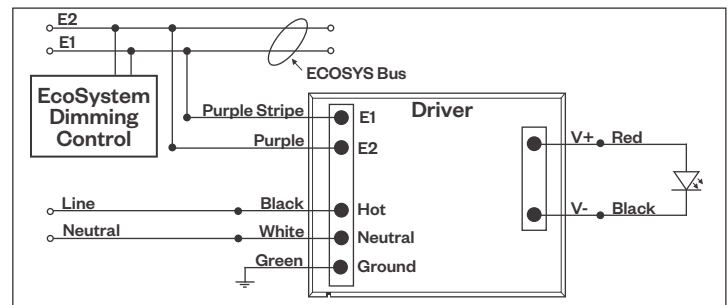 E2
E1
ECOSYS Bus
EcoSystem
Dimming
Control
Driver
Purple Stripe
E1
Purple
E2
V+
Red
V-
Black
Line
Black
Hot
Neutral
White
Neutral
Green
Ground